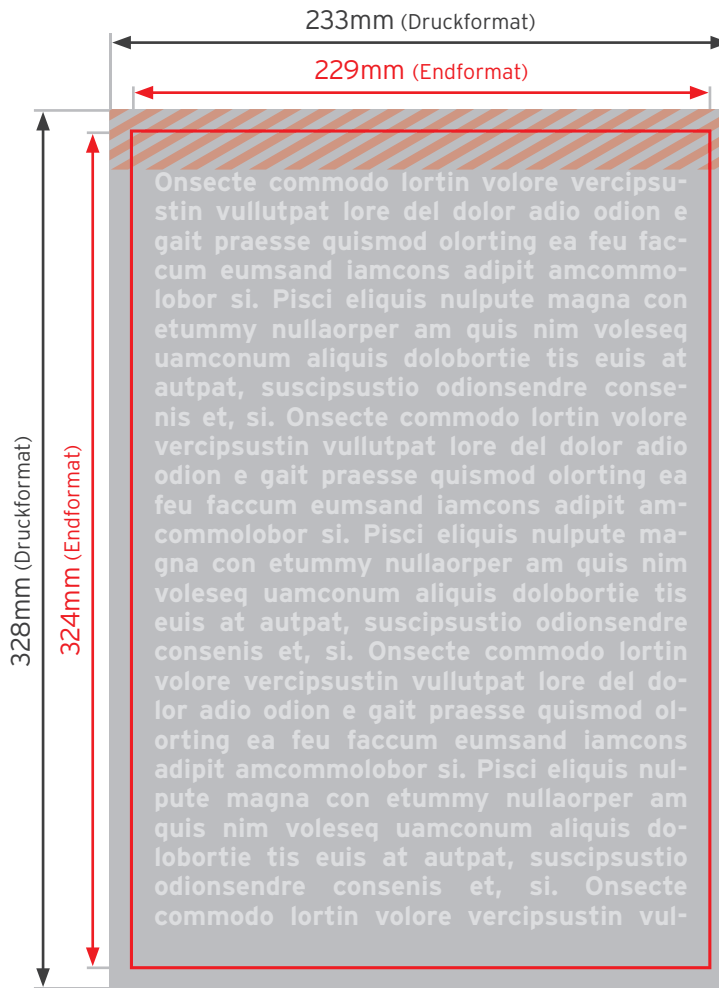 233mm (Druckformat)
229mm (Endformat)
328mm (Druckformat)
324mm (Endformat)
Onsecte commodo lortin volore vercipsu-
stin vullutpat lore del dolor adio odion e
gait praesse quismod olorting ea feu fac-
cum eumsand iamcons adipit amcommo-
lobor si. Pisci eliquis nulpute magna con
etummy nullaorper am quis nim voleseq
uamconum aliquis dolobortie tis euis at
autpat, suscipsustio odionsendre conse-
nis et, si. Onsecte commodo lortin volore
vercipsustin vullutpat lore del dolor adio
odion e gait praesse quismod olorting ea
feu faccum eumsand iamcons adipit am-
commolobor si. Pisci eliquis nulpute ma-
gna con etummy nullaorper am quis nim
voleseq uamconum aliquis dolobortie tis
euis at autpat, suscipsustio odionsendre
consenis et, si. Onsecte commodo lortin
volore vercipsustin vullutpat lore del do-
lor adio odion e gait praesse quismod ol-
orting ea feu faccum eumsand iamcons
adipit amcommolobor si. Pisci eliquis nul-
pute magna con etummy nullaorper am
quis nim voleseq uamconum aliquis do-
lobortie tis euis at autpat, suscipsustio
odionsendre consenis et, si. Onsecte
commodo lortin volore vercipsustin vul-